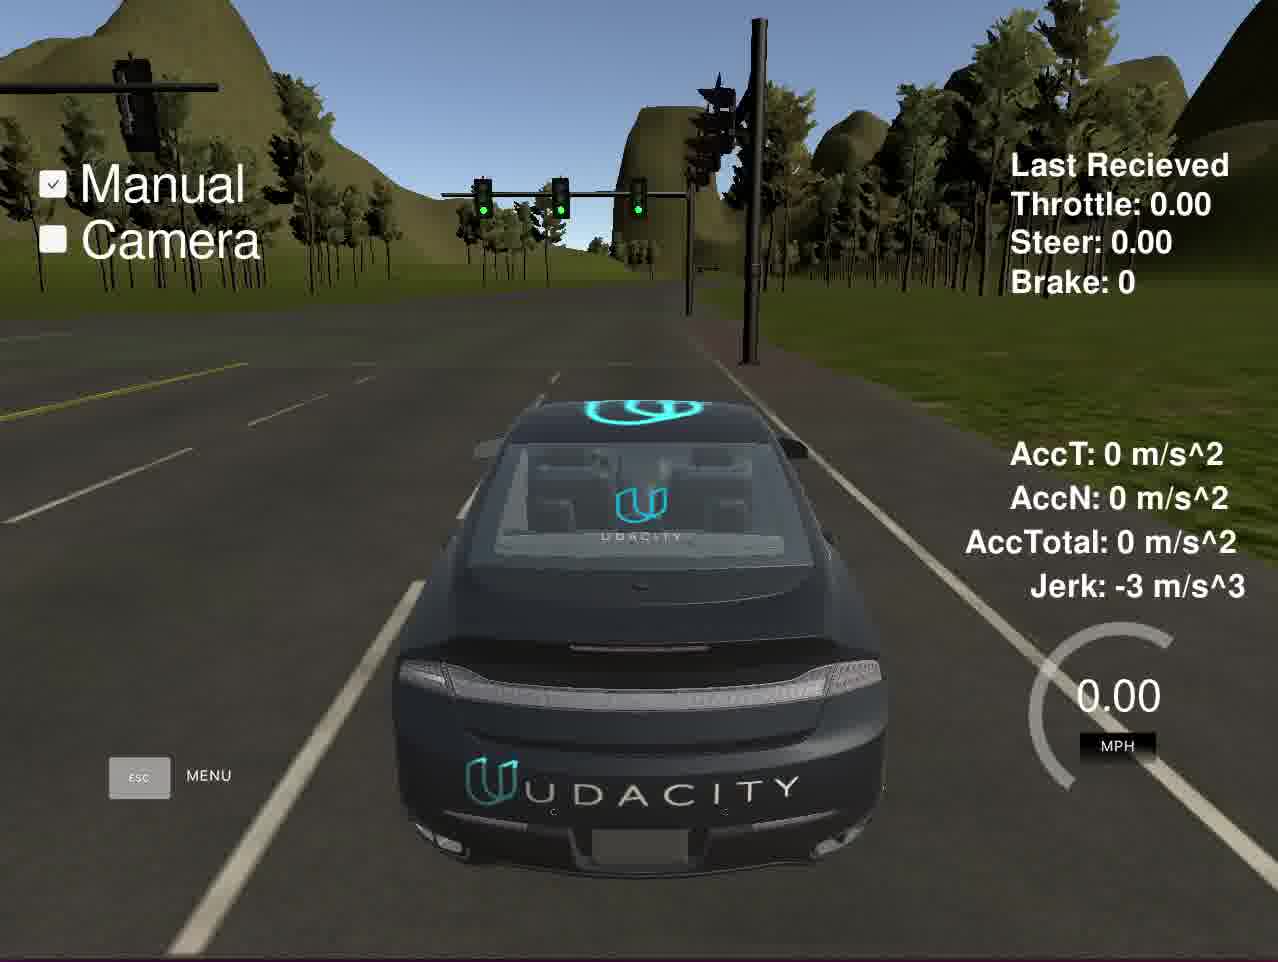 Manual
Camera
Last Recieved
Throttle: 0.00
Steer: 0.00
Brake: 0
AccT: 0 m/s^2
AccN: 0 m/s^2
AccTotal: 0 m/s^2
Jerk: -3 m/s^3
UDACITY
0.00
MPH
ESC
MENU
UDACITY